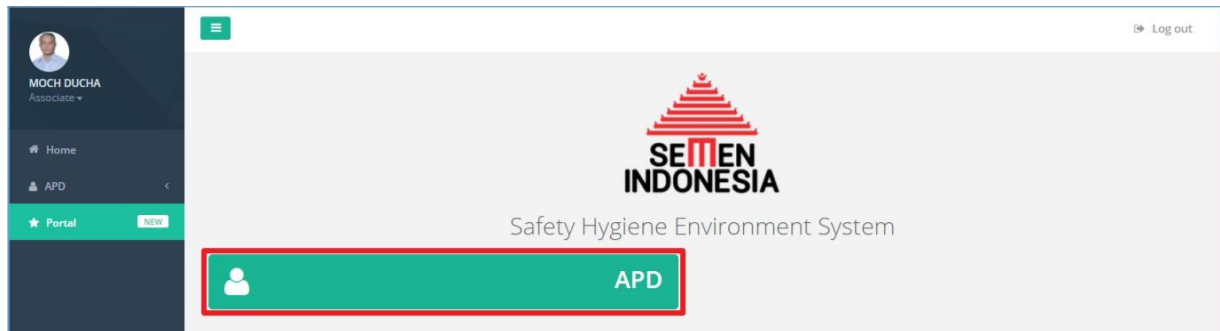 MOCH DUCHA
Associate
Home
APD
Portal NEW
Log out
SEMEN
INDONESIA
Safety Hygiene Environment System
APD